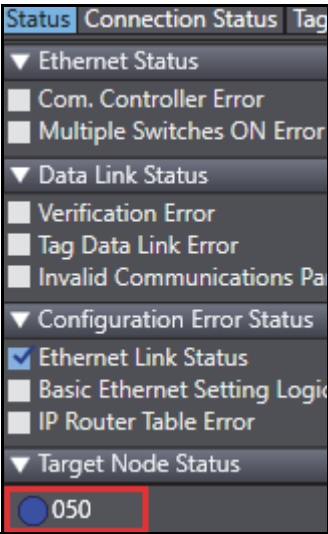 Status Connection Status Tag
Ethernet Status
Com. Controller Error
Multiple Switches ON Error
Data Link Status
Verification Error
Tag Data Link Error
Invalid Communications Pa
Configuration Error Status
Ethernet Link Status
Basic Ethernet Setting Logic
IP Router Table Error
Target Node Status
050